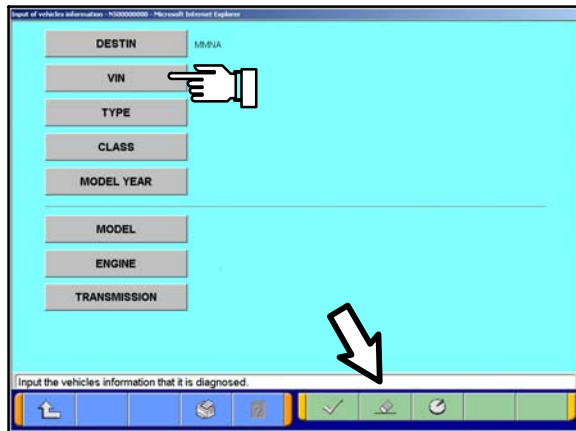 Input of vehicles information - NS00000000 - Microsoft Internet Explorer
DESTIN MMNA
VIN
TYPE
CLASS
MODEL YEAR
MODEL
ENGINE
TRANSMISSION
Input the vehicles information that it is diagnosed.